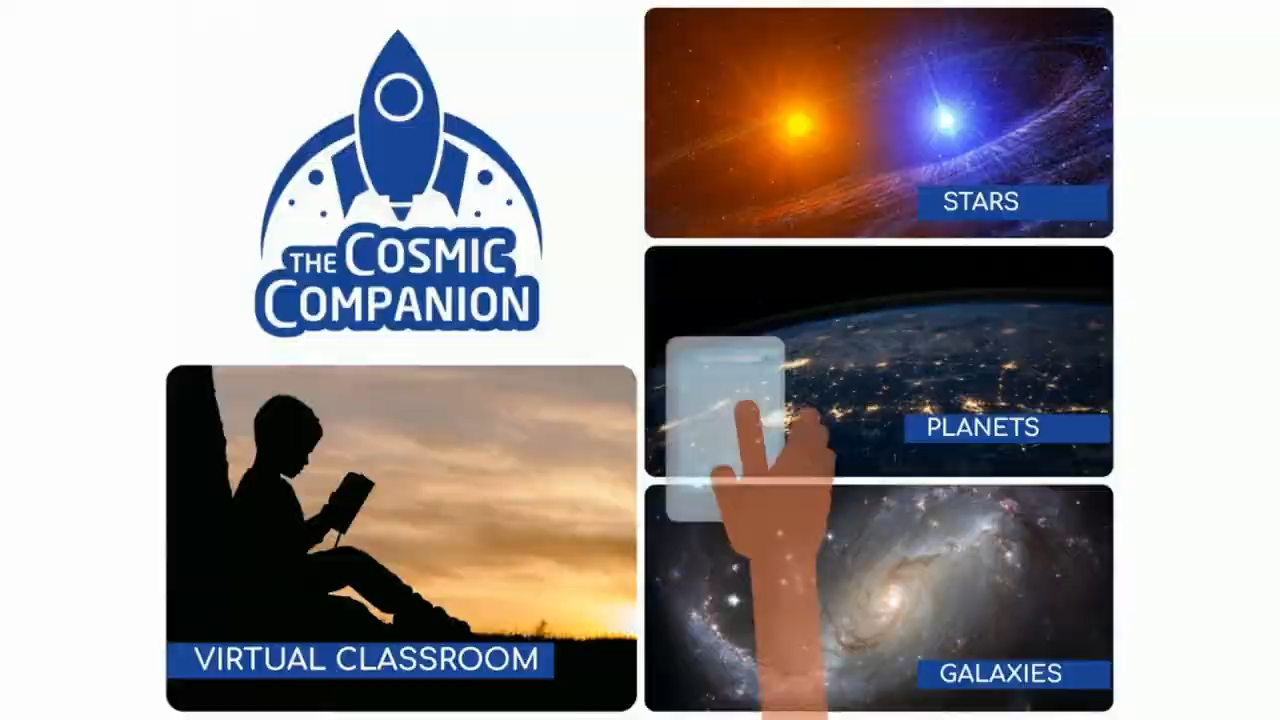 THE COSMIC
COMPANION
VIRTUAL CLASSROOM
STARS
PLANETS
GALAXIES